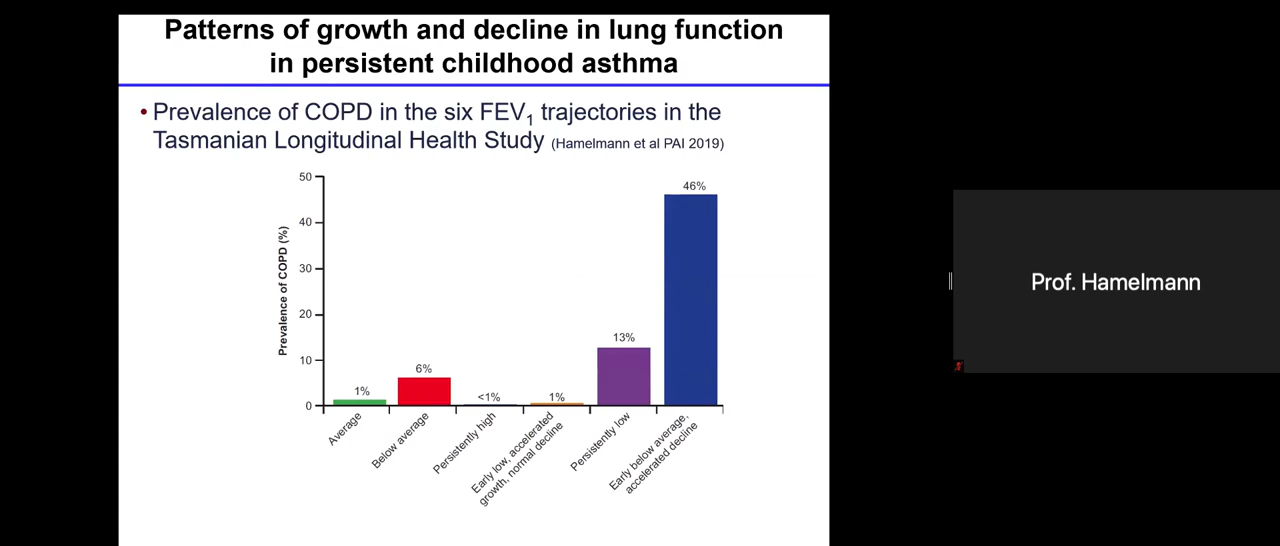 Patterns of growth and decline in lung function
in persistent childhood asthma
• Prevalence of COPD in the six FEV₁ trajectories in the
Tasmanian Longitudinal Health Study (Hamelmann et al PAI 2019)
Prevalence of COPD (%)
50
40
30
20
10
0
1%
6%
<1%
1%
13%
46%
Average
Below average
Persistently high
Early low, accelerated
growth, normal decline
Persistently low
Early below average,
accelerated decline
Prof. Hamelmann